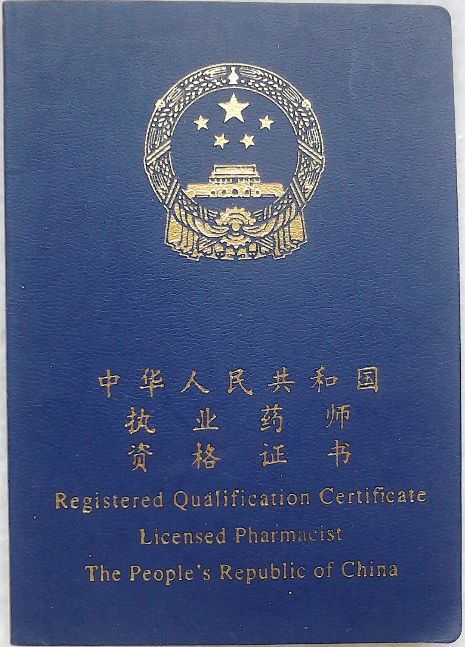 中华人民共和国
执业药师
资格证书
Registered Qualification Certificate
Licensed Pharmacist
The People's Republic of China